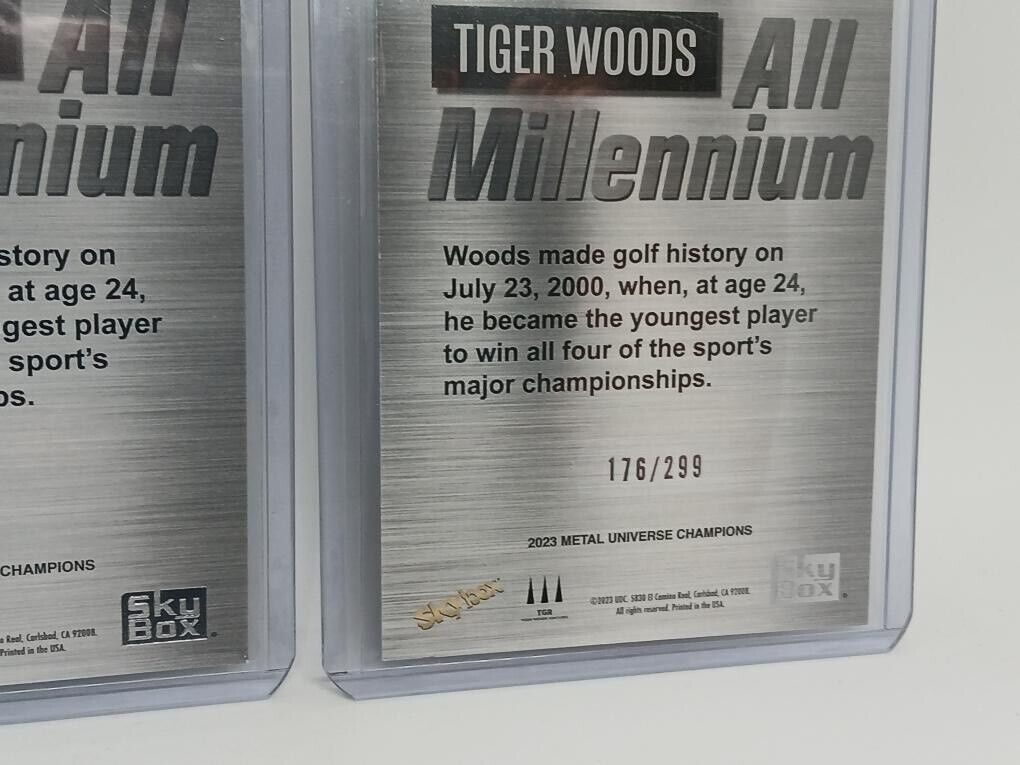 All
nnium
story on
at age 24,
gest player
sport's
ps.
CHAMPIONS
Sky
Box
Real, Carlsbad, CA 92008.
Printed in the USA.
TIGER WOODS
All
Millennium
Woods made golf history on
July 23, 2000, when, at age 24,
he became the youngest player
to win all four of the sport's
major championships.
176/299
2023 METAL UNIVERSE CHAMPIONS
Skybox
TGR
©2023 UDC. 5830 El Camino Real, Carlsbad, CA 92008.
All rights reserved. Printed in the USA.
Sky
Box